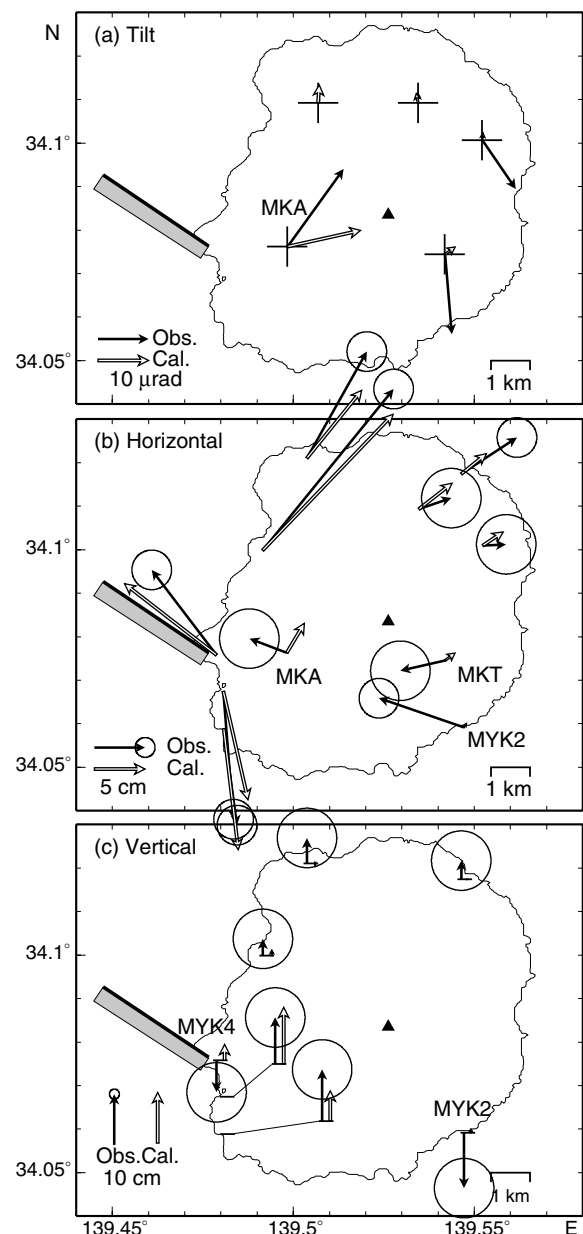 N
(a) Tilt
34.1°
MKA
Obs.
Cal.
10 μrad
1 km
34.05°
(b) Horizontal
34.1°
MKA
MKT
MYK2
Obs.
Cal.
5 cm
1 km
34.05°
(c) Vertical
34.1°
MYK4
MYK2
Obs.Cal.
10 cm
1 km
34.05°
139.45° 139.5° 139.55° E